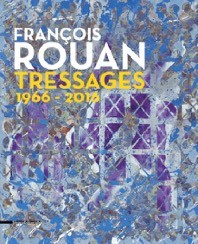 FRANÇOIS
ROUAN
TRESSAGES
1966 - 2016